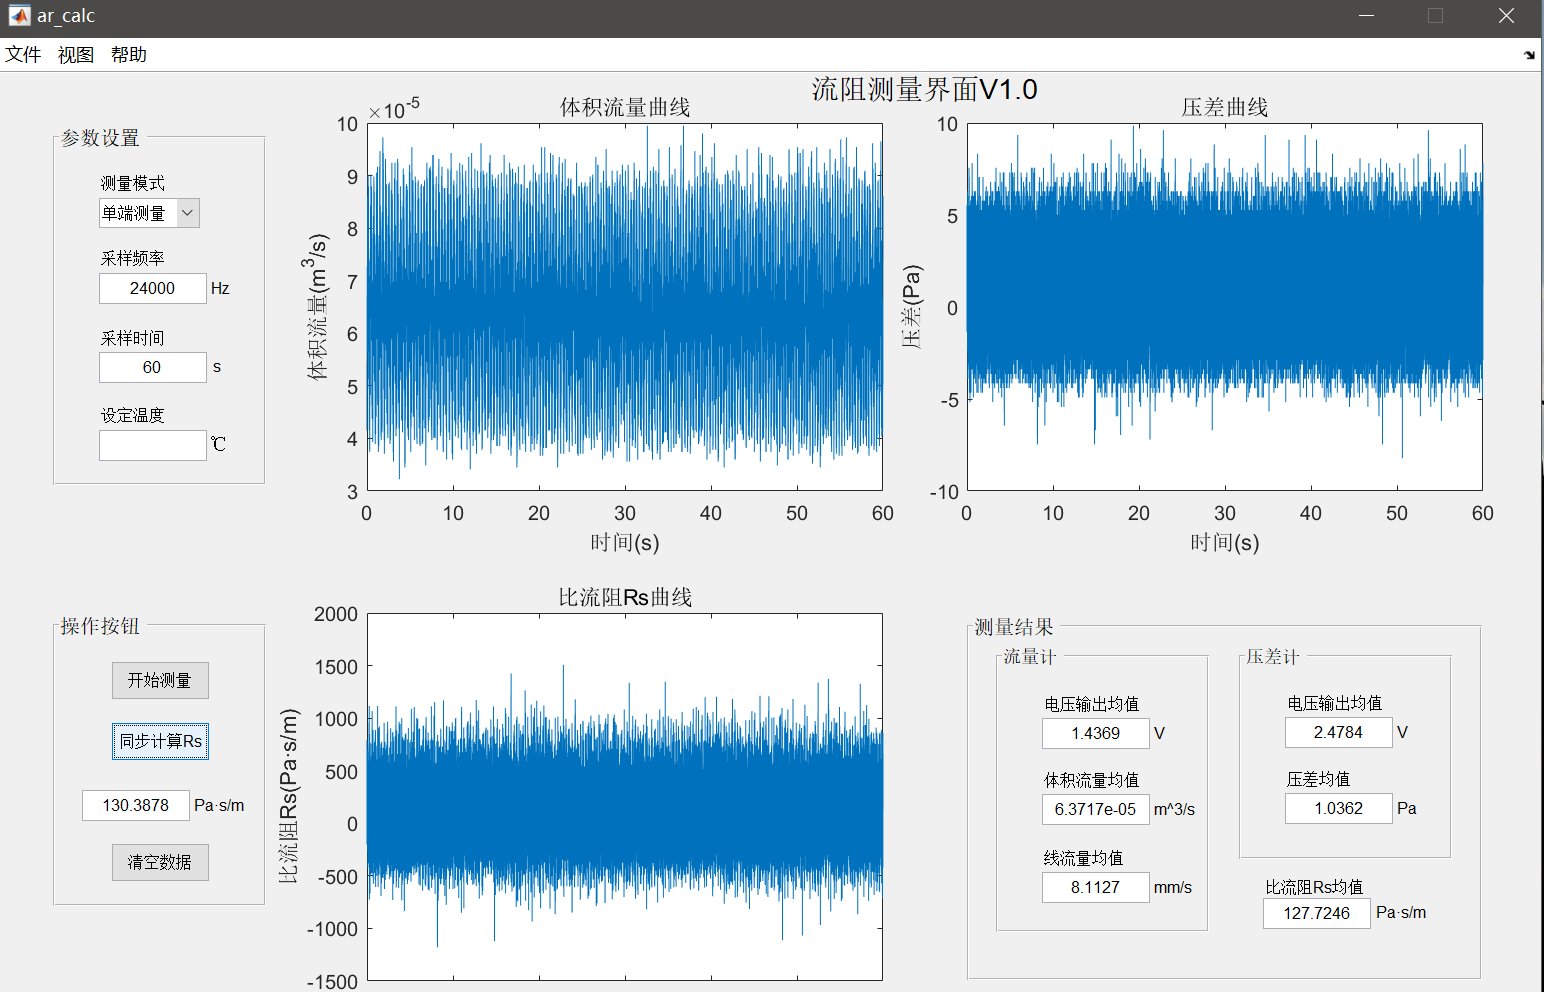 ar_calc
文件 视图 帮助
流阻测量界面V1.0
参数设置
测量模式
单端测量
采样频率
24000 Hz
采样时间
60 s
设定温度
℃
体积流量曲线
×10-5
10
9
8
7
6
5
4
3
体积流量(m3/s)
0 10 20 30 40 50 60
时间(s)
压差曲线
10
5
0
-5
-10
压差(Pa)
0 10 20 30 40 50 60
时间(s)
操作按钮
开始测量
同步计算Rs
130.3878 Pa·s/m
清空数据
比流阻Rs曲线
2000
1500
1000
500
0
-500
-1000
-1500
比流阻Rs(Pa·s/m)
测量结果
流量计
电压输出均值
1.4369 V
体积流量均值
6.3717e-05 m^3/s
线流量均值
8.1127 mm/s
压差计
电压输出均值
2.4784 V
压差均值
1.0362 Pa
比流阻Rs均值
127.7246 Pa·s/m